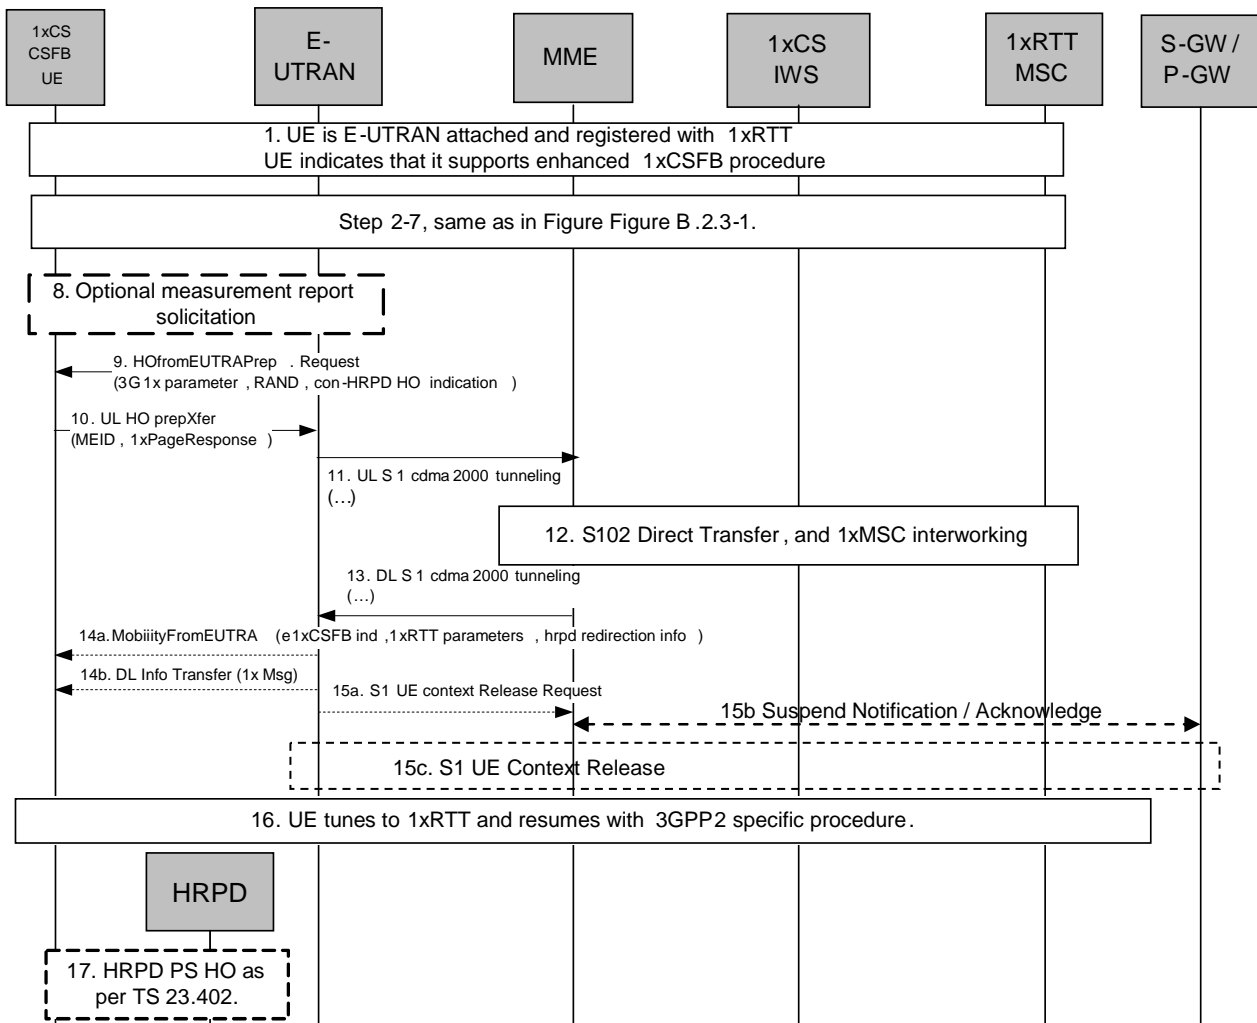 1xCS
CSFB
UE
E-
UTRAN
MME
1xCS
IWS
1xRTT
MSC
S-GW /
P-GW
1. UE is E-UTRAN attached and registered with 1xRTT
UE indicates that it supports enhanced 1xCSFB procedure
Step 2-7, same as in Figure Figure B .2.3-1.
8. Optional measurement report
solicitation
9. HOfromEUTRAPrep . Request
(3G1x parameter , RAND , con-HRPD HO indication )
10. UL HO prepXfer
(MEID , 1xPageResponse )
11. UL S 1 cdma 2000 tunneling
(...)
12. S102 Direct Transfer , and 1xMSC interworking
13. DL S 1 cdma 2000 tunneling
(...)
14a.MobiiityFromEUTRA (e1xCSFB ind ,1xRTT parameters , hrpd redirection info )
14b. DL Info Transfer (1x Msg)
15a. S1 UE context Release Request
15b Suspend Notification / Acknowledge
15c. S1 UE Context Release
16. UE tunes to 1xRTT and resumes with 3GPP2 specific procedure.
HRPD
17. HRPD PS HO as
per TS 23.402.